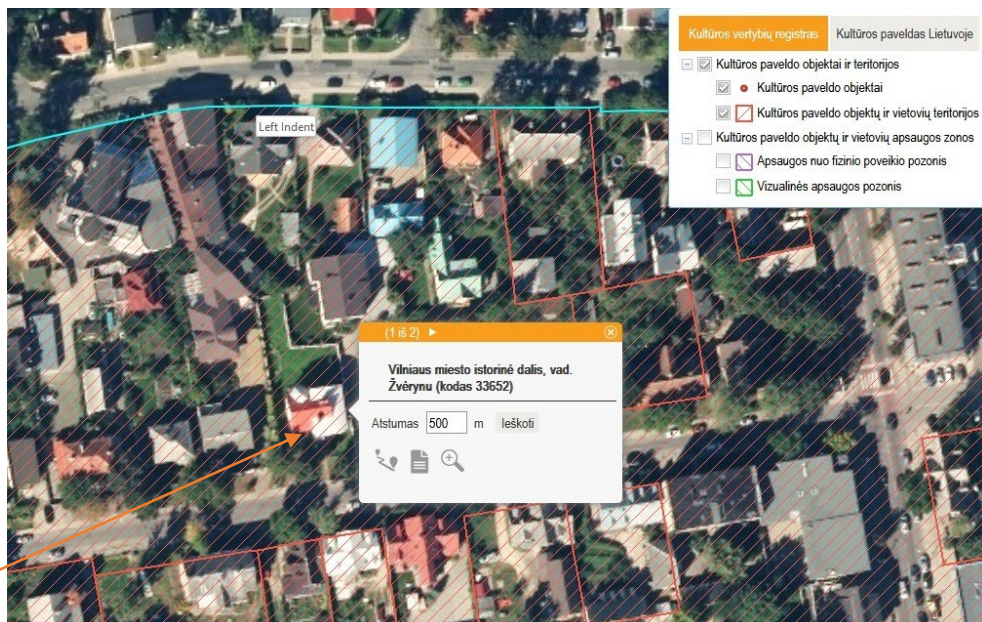 Kultūros vertybių registras
Kultūros paveldas Lietuvoje
Kultūros paveldo objektai ir teritorijos
Kultūros paveldo objektai
Kultūros paveldo objektų ir vietovių teritorijos
Kultūros paveldo objektų ir vietovių apsaugos zonos
Apsaugos nuo fizinio poveikio pozonis
Vizualinės apsaugos pozonis
Left Indent
(1 iš 2)
Vilniaus miesto istorinė dalis, vad.
Žvėrynu (kodas 33652)
Atstumas 500 m Ieškoti